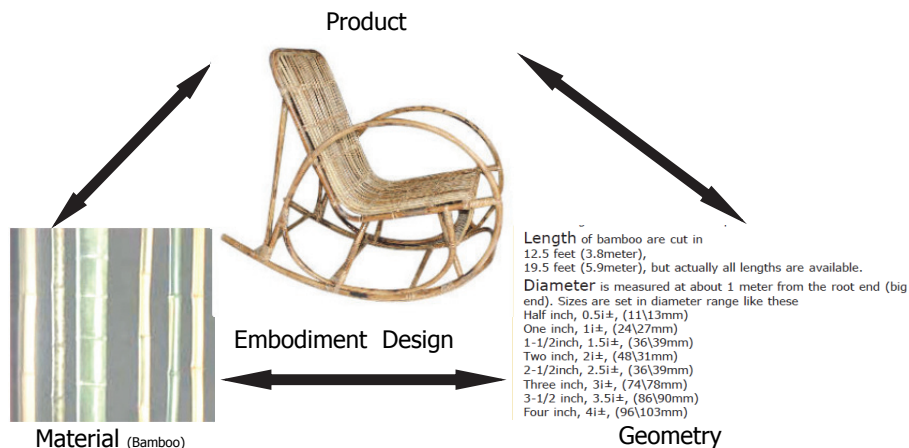 Product
Length of bamboo are cut in
12.5 feet (3.8meter),
19.5 feet (5.9meter), but actually all lengths are available.
Diameter is measured at about 1 meter from the root end (big
end). Sizes are set in diameter range like these
Half inch, 0.5i±, (11\13mm)
One inch, 1i±, (24\27mm)
1-1/2inch, 1.5i±, (36\39mm)
Two inch, 2i±, (48\31mm)
2-1/2inch, 2.5i±, (36\39mm)
Three inch, 3i±, (74\78mm)
3-1/2 inch, 3.5i±, (86\90mm)
Four inch, 4i±, (96\103mm)
Embodiment Design
Material (Bamboo)
Geometry